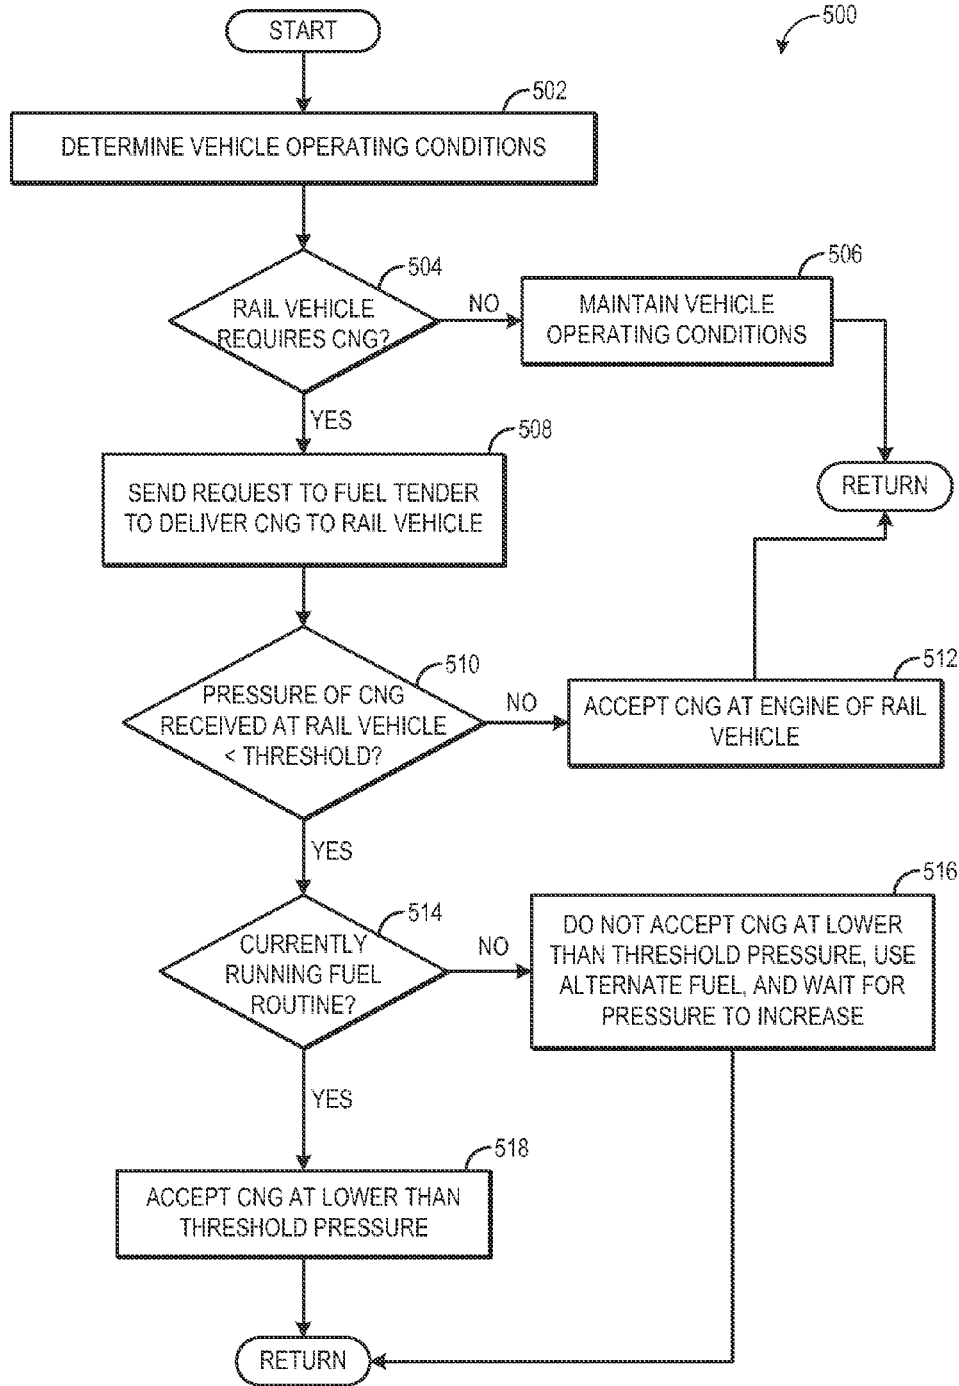 START
500
502
DETERMINE VEHICLE OPERATING CONDITIONS
504
RAIL VEHICLE
REQUIRES CNG?
NO
506
MAINTAIN VEHICLE
OPERATING CONDITIONS
YES
RETURN
508
SEND REQUEST TO FUEL TENDER
TO DELIVER CNG TO RAIL VEHICLE
510
PRESSURE OF CNG
RECEIVED AT RAIL VEHICLE
< THRESHOLD?
NO
512
ACCEPT CNG AT ENGINE OF RAIL
VEHICLE
YES
514
CURRENTLY
RUNNING FUEL
ROUTINE?
NO
516
DO NOT ACCEPT CNG AT LOWER
THAN THRESHOLD PRESSURE, USE
ALTERNATE FUEL, AND WAIT FOR
PRESSURE TO INCREASE
YES
518
ACCEPT CNG AT LOWER THAN
THRESHOLD PRESSURE
RETURN